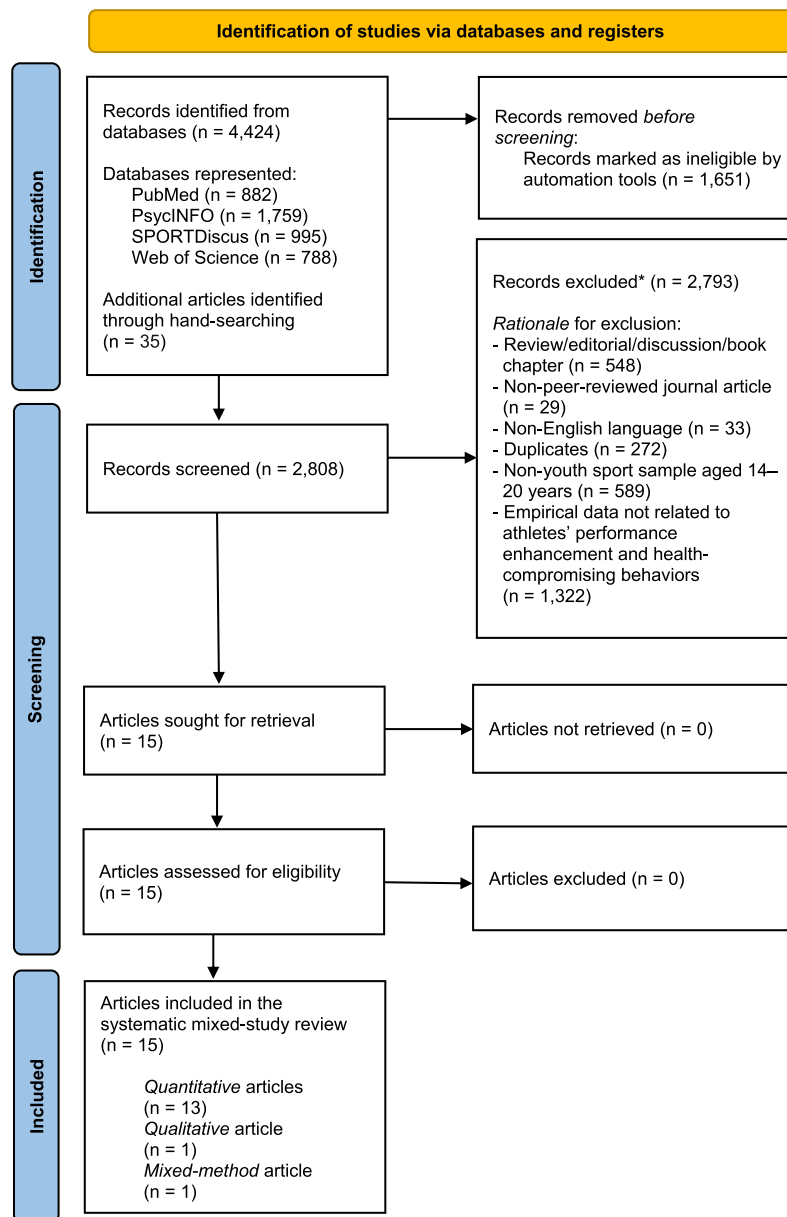 Identification of studies via databases and registers
Identification
Records identified from
databases (n = 4,424)
Databases represented:
PubMed (n = 882)
PsycINFO (n = 1,759)
SPORTDiscus (n = 995)
Web of Science (n = 788)
Additional articles identified
through hand-searching
(n = 35)
Records removed before
screening:
Records marked as ineligible by
automation tools (n = 1,651)
Screening
Records screened (n = 2,808)
Records excluded* (n = 2,793)
Rationale for exclusion:
- Review/editorial/discussion/book
chapter (n = 548)
- Non-peer-reviewed journal article
(n = 29)
- Non-English language (n = 33)
- Duplicates (n = 272)
- Non-youth sport sample aged 14–
20 years (n = 589)
- Empirical data not related to
athletes’ performance
enhancement and health-
compromising behaviors
(n = 1,322)
Articles sought for retrieval
(n = 15)
Articles not retrieved (n = 0)
Articles assessed for eligibility
(n = 15)
Articles excluded (n = 0)
Included
Articles included in the
systematic mixed-study review
(n = 15)
Quantitative articles
(n = 13)
Qualitative article
(n = 1)
Mixed-method article
(n = 1)